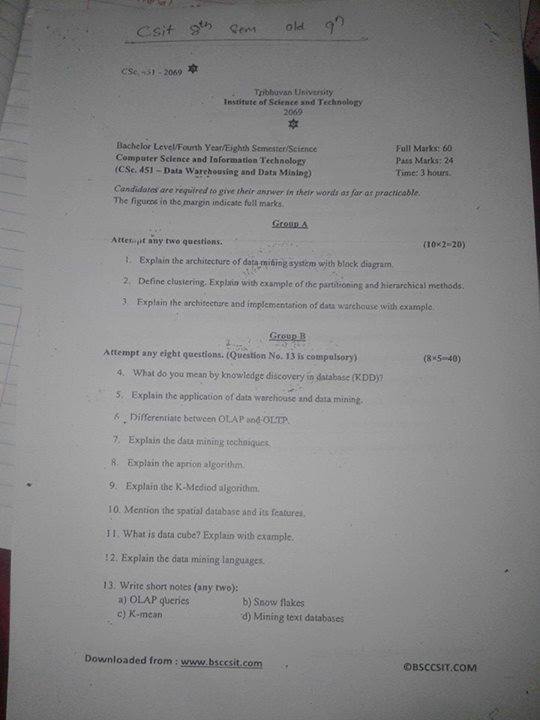 Csit 8th sem old
CSc. 451 - 2069
Tribhuvan University
Institute of Science and Technology
2069
Bachelor Level/Fourth Year/Eighth Semester/Science Full Marks: 60
Computer Science and Information Technology Pass Marks: 24
(CSc. 451 – Data Warehousing and Data Mining) Time: 3 hours.
Candidates are required to give their answer in their words as far as practicable.
The figures in the margin indicate full marks.
Group A
Attempt any two questions. (10×2=20)
1. Explain the architecture of data mining system with block diagram.
2. Define clustering. Explain with example of the partitioning and hierarchical methods.
3. Explain the architecture and implementation of data warehouse with example.
Group B
Attempt any eight questions. (Question No. 13 is compulsory) (8×5=40)
4. What do you mean by knowledge discovery in database (KDD)?
5. Explain the application of data warehouse and data mining.
6. Differentiate between OLAP and OLTP.
7. Explain the data mining techniques.
8. Explain the aprion algorithm.
9. Explain the K-Mediod algorithm.
10. Mention the spatial database and its features.
11. What is data cube? Explain with example.
12. Explain the data mining languages.
13. Write short notes (any two):
a) OLAP queries b) Snow flakes
c) K-mean d) Mining text databases
Downloaded from : www.bsccsit.com ©BSCCSIT.COM